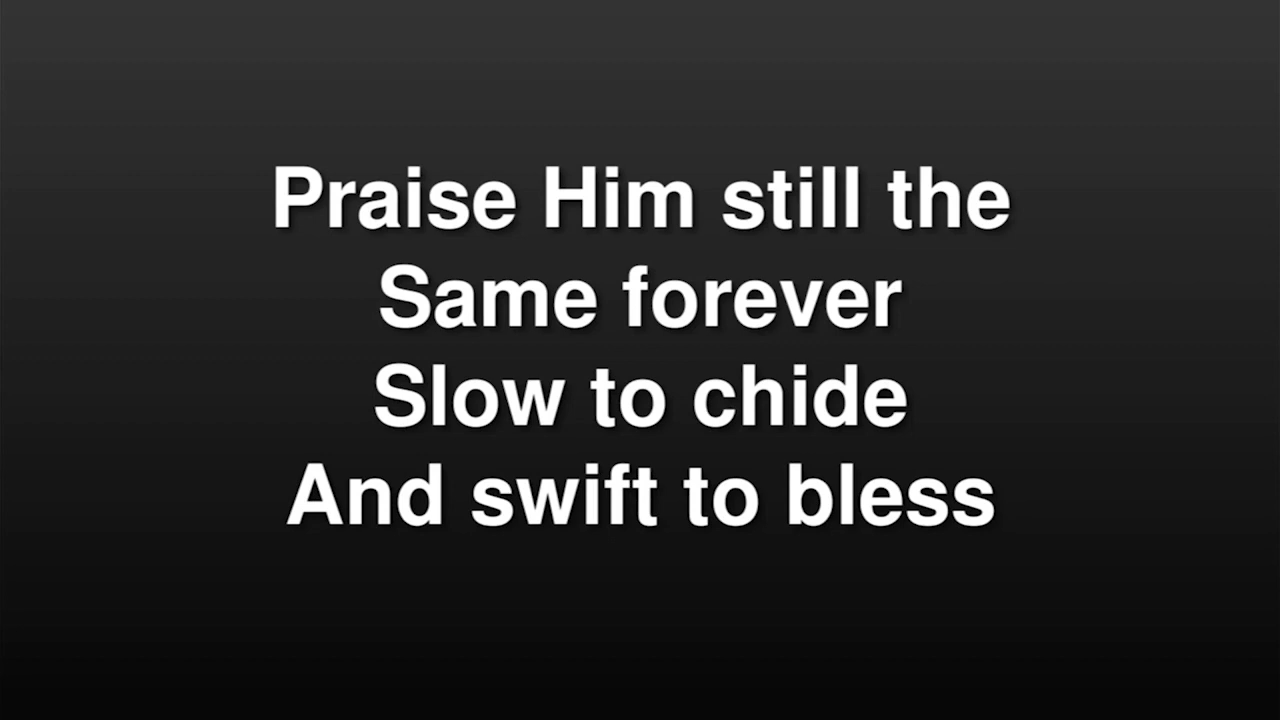 Praise Him still the
Same forever
Slow to chide
And swift to bless